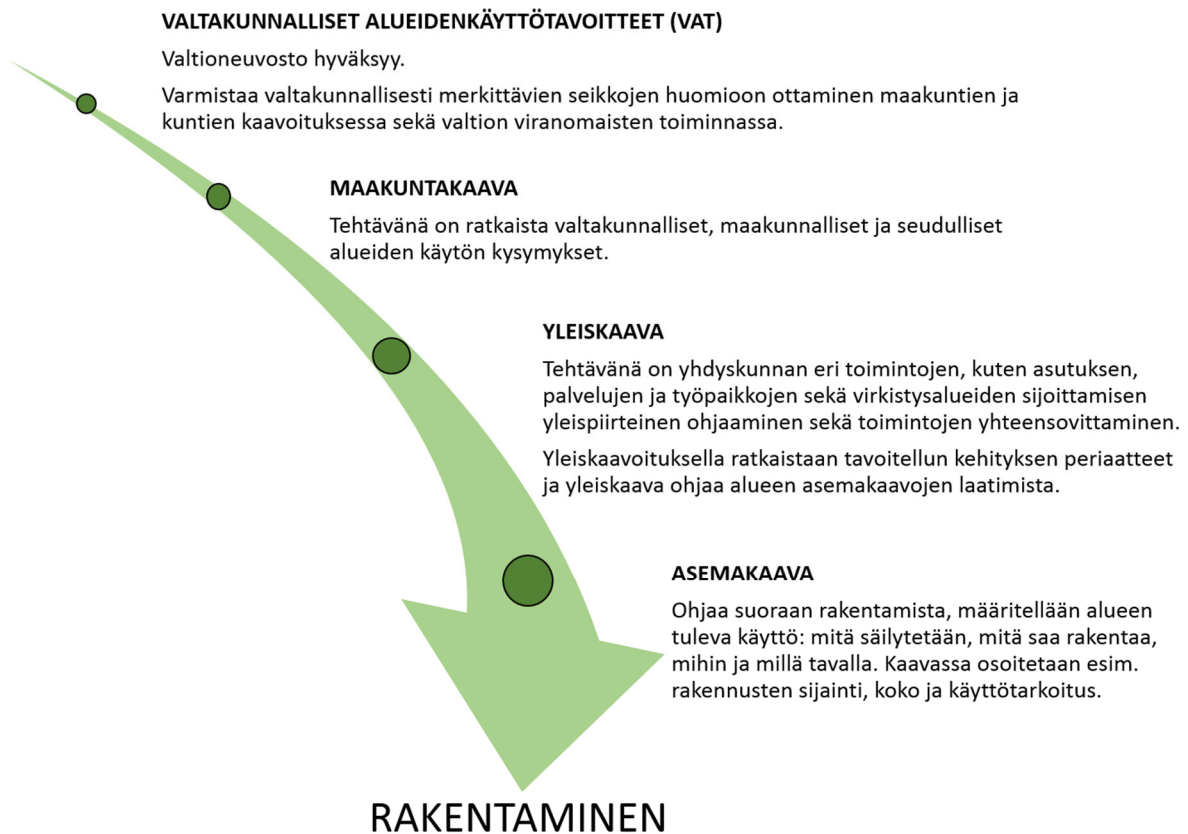 VALTAKUNNALLISET ALUEIDENKÄYTTÖTAVOITTEET (VAT)
Valtioneuvosto hyväksyy.
Varmistaa valtakunnallisesti merkittävien seikkojen huomioon ottaminen maakuntien ja
kuntien kaavoituksessa sekä valtion viranomaisten toiminnassa.
MAAKUNTAKAAVA
Tehtävänä on ratkaista valtakunnalliset, maakunnalliset ja seudulliset
alueiden käytön kysymykset.
YLEISKAAVA
Tehtävänä on yhdyskunnan eri toimintojen, kuten asutuksen,
palvelujen ja työpaikkojen sekä virkistysalueiden sijoittamisen
yleispiirteinen ohjaaminen sekä toimintojen yhteensovittaminen.
Yleiskaavoituksella ratkaistaan tavoitellun kehityksen periaatteet
ja yleiskaava ohjaa alueen asemakaavojen laatimista.
ASEMAKAAVA
Ohjaa suoraan rakentamista, määritellään alueen
tuleva käyttö: mitä säilytetään, mitä saa rakentaa,
mihin ja millä tavalla. Kaavassa osoitetaan esim.
rakennusten sijainti, koko ja käyttötarkoitus.
RAKENTAMINEN